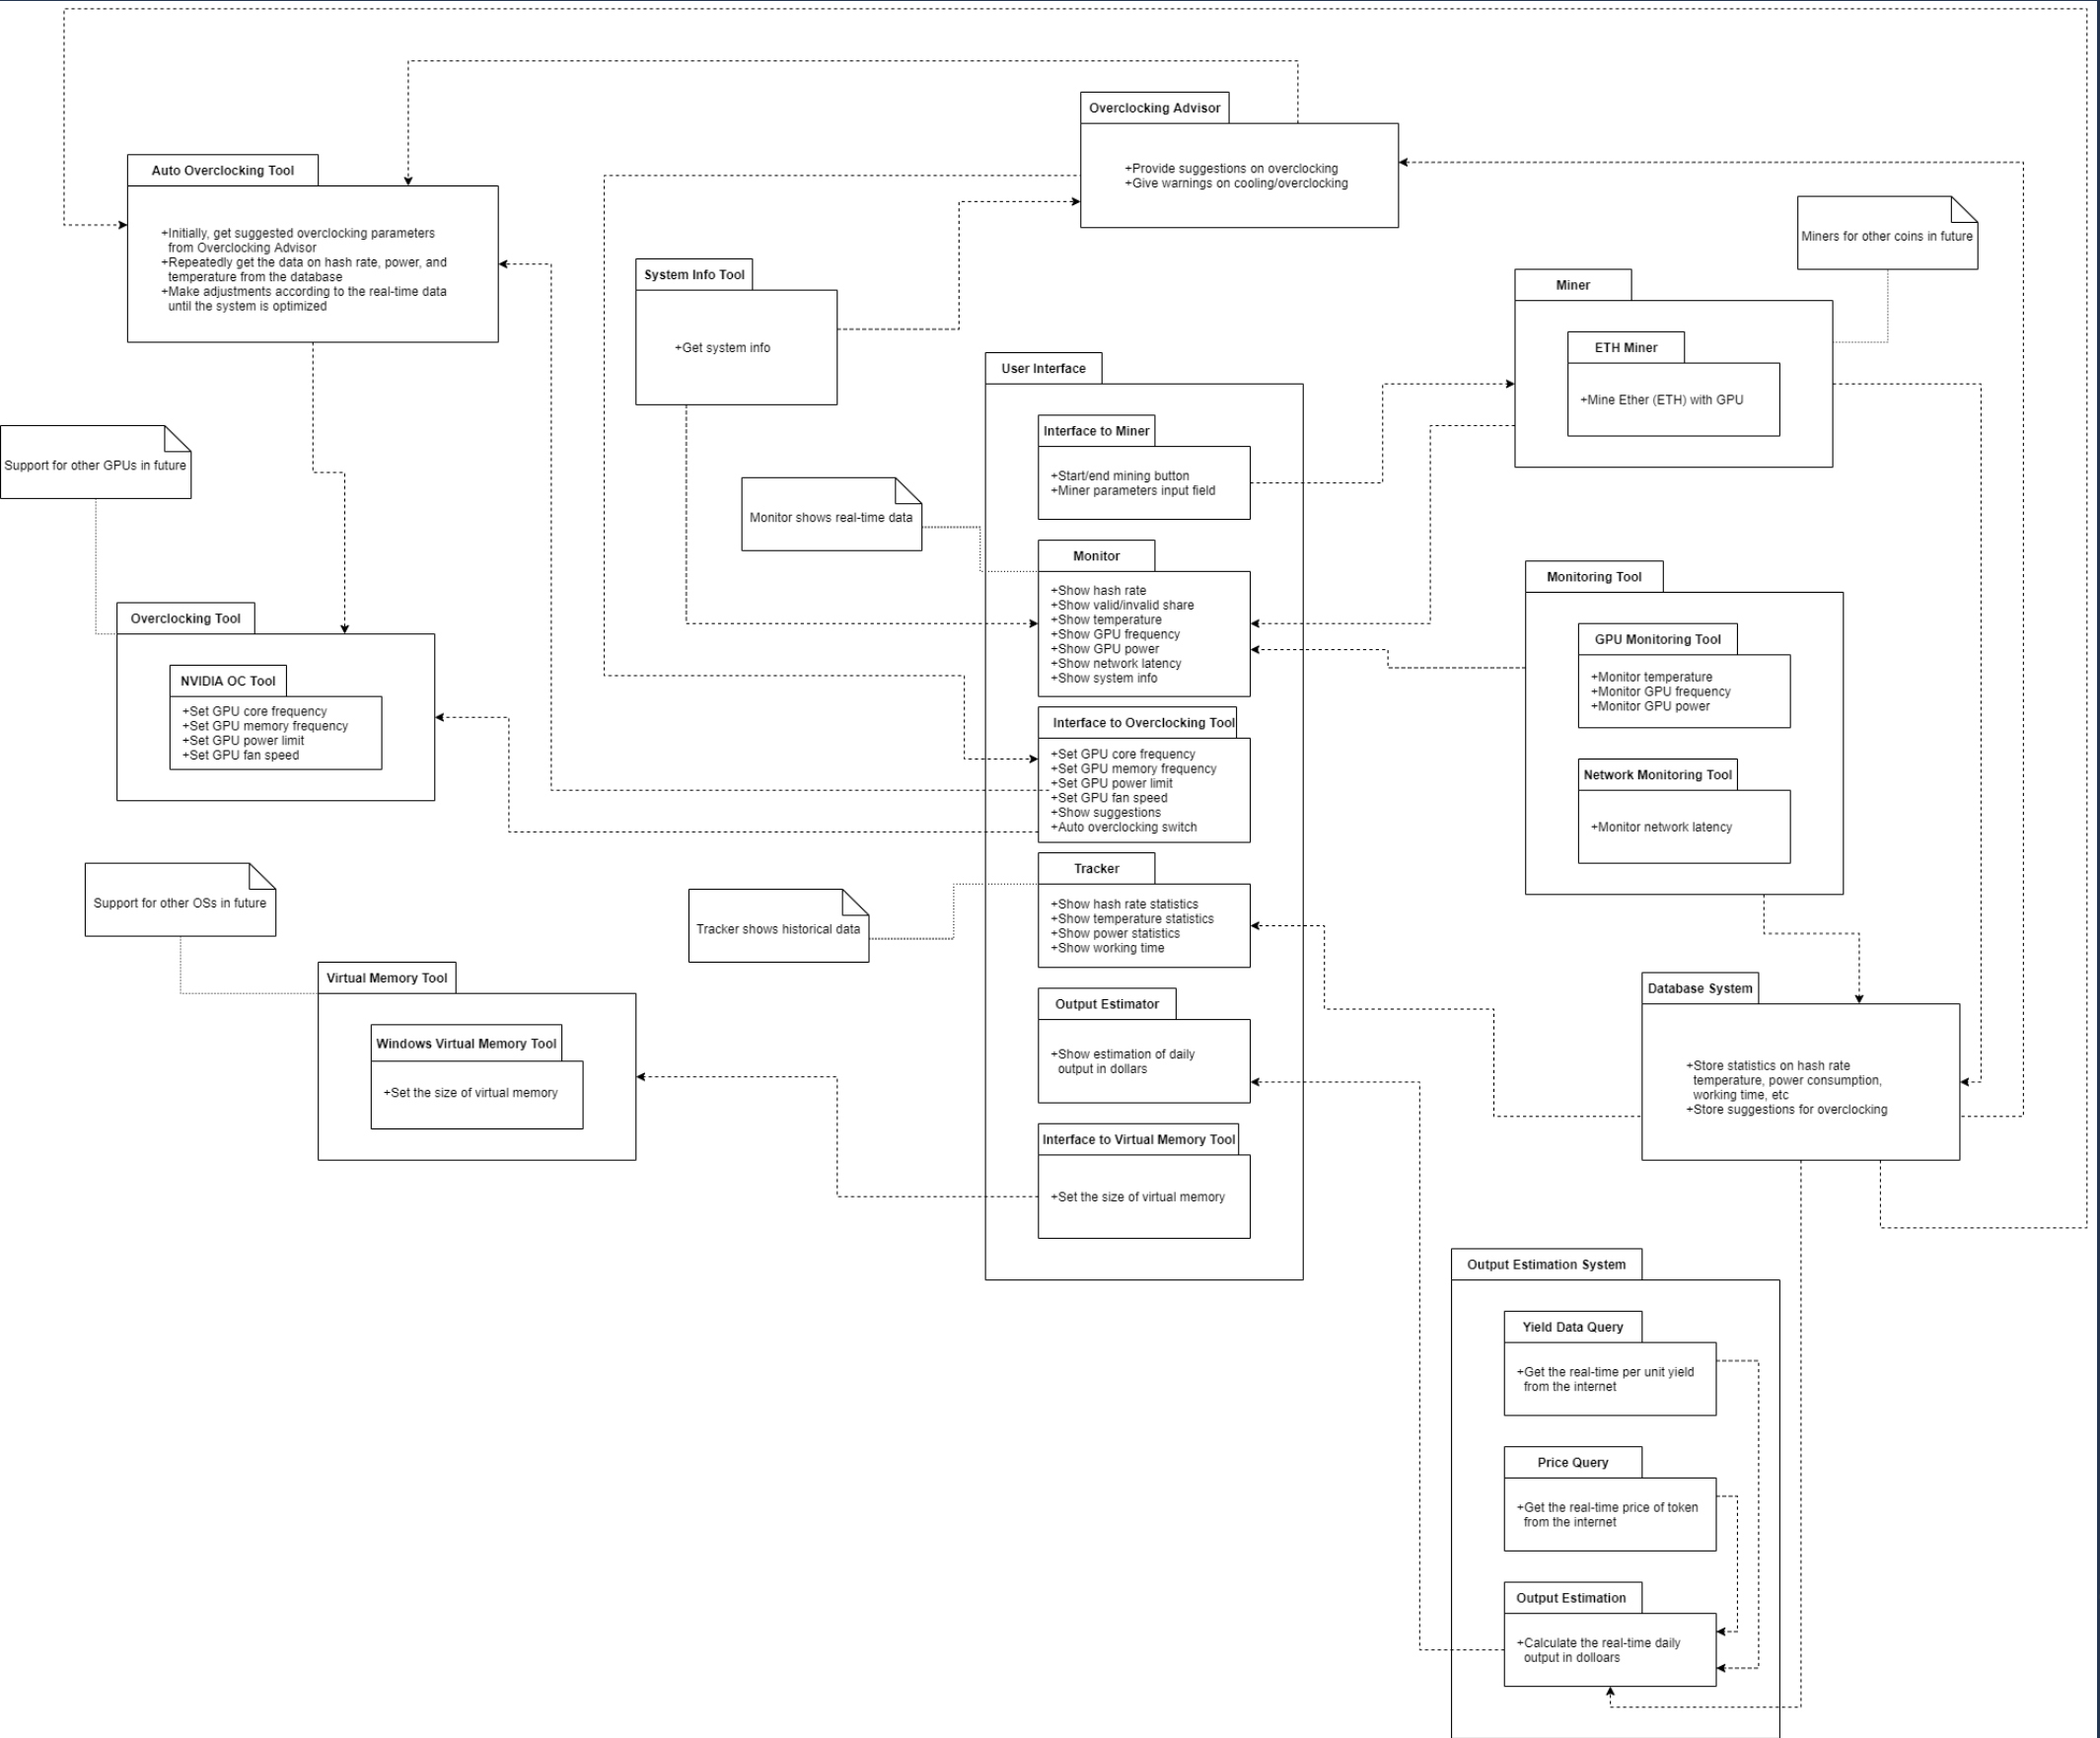 Overclocking Advisor
+Provide suggestions on overclocking
+Give warnings on cooling/overclocking
Auto Overclocking Tool
+Initially, get suggested overclocking parameters
from Overclocking Advisor
+Repeatedly get the data on hash rate, power, and
temperature from the database
+Make adjustments according to the real-time data
until the system is optimized
System Info Tool
+Get system info
Miners for other coins in future
Miner
ETH Miner
+Mine Ether (ETH) with GPU
User Interface
Interface to Miner
+Start/end mining button
+Miner parameters input field
Support for other GPUs in future
Monitor shows real-time data
Monitor
+Show hash rate
+Show valid/invalid share
+Show temperature
+Show GPU frequency
+Show GPU power
+Show network latency
+Show system info
Monitoring Tool
GPU Monitoring Tool
+Monitor temperature
+Monitor GPU frequency
+Monitor GPU power
Network Monitoring Tool
+Monitor network latency
Overclocking Tool
NVIDIA OC Tool
+Set GPU core frequency
+Set GPU memory frequency
+Set GPU power limit
+Set GPU fan speed
Interface to Overclocking Tool
+Set GPU core frequency
+Set GPU memory frequency
+Set GPU power limit
+Set GPU fan speed
+Show suggestions
+Auto overclocking switch
Support for other OSs in future
Tracker shows historical data
Tracker
+Show hash rate statistics
+Show temperature statistics
+Show power statistics
+Show working time
Virtual Memory Tool
Windows Virtual Memory Tool
+Set the size of virtual memory
Output Estimator
+Show estimation of daily
output in dollars
Database System
+Store statistics on hash rate
temperature, power consumption,
working time, etc
+Store suggestions for overclocking
Interface to Virtual Memory Tool
+Set the size of virtual memory
Output Estimation System
Yield Data Query
+Get the real-time per unit yield
from the internet
Price Query
+Get the real-time price of token
from the internet
Output Estimation
+Calculate the real-time daily
output in dolloars